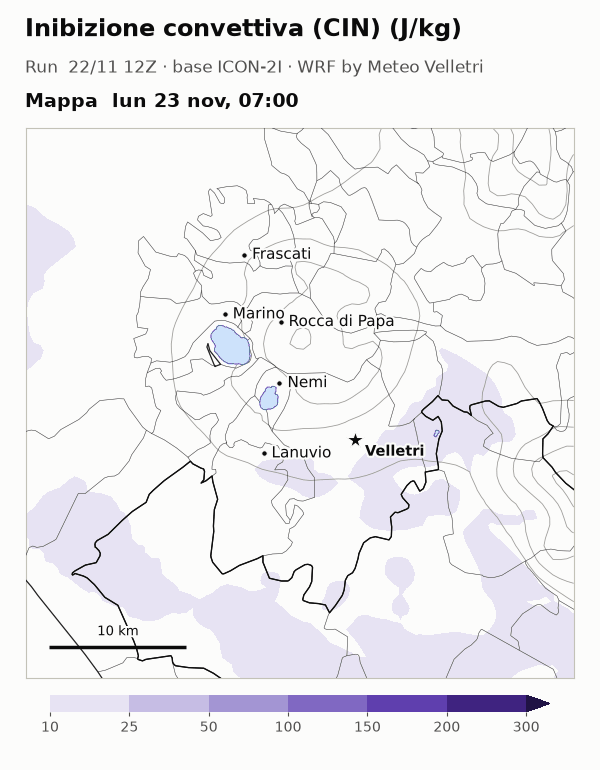 Inibizione convettiva (CIN) (J/kg)
Run  22/11 12Z · base ICON-2I · WRF by Meteo Velletri
Mappa  lun 23 nov, 07:00
Frascati
Marino
Rocca di Papa
Nemi
Velletri
Lanuvio
10 km
10 25 50 100 150 200 300